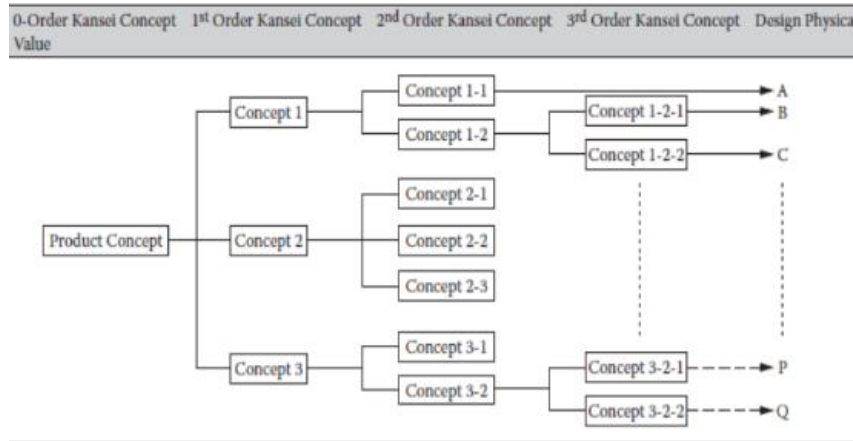 0-Order Kansei Concept 1st Order Kansei Concept 2nd Order Kansei Concept 3rd Order Kansei Concept Design Physica
Value
Concept 1-1 A
Concept 1 Concept 1-2-1 B
Concept 1-2
Concept 1-2-2 C
Concept 2-1
Product Concept Concept 2 Concept 2-2
Concept 2-3
Concept 3-1
Concept 3 Concept 3-2-1 P
Concept 3-2
Concept 3-2-2 Q